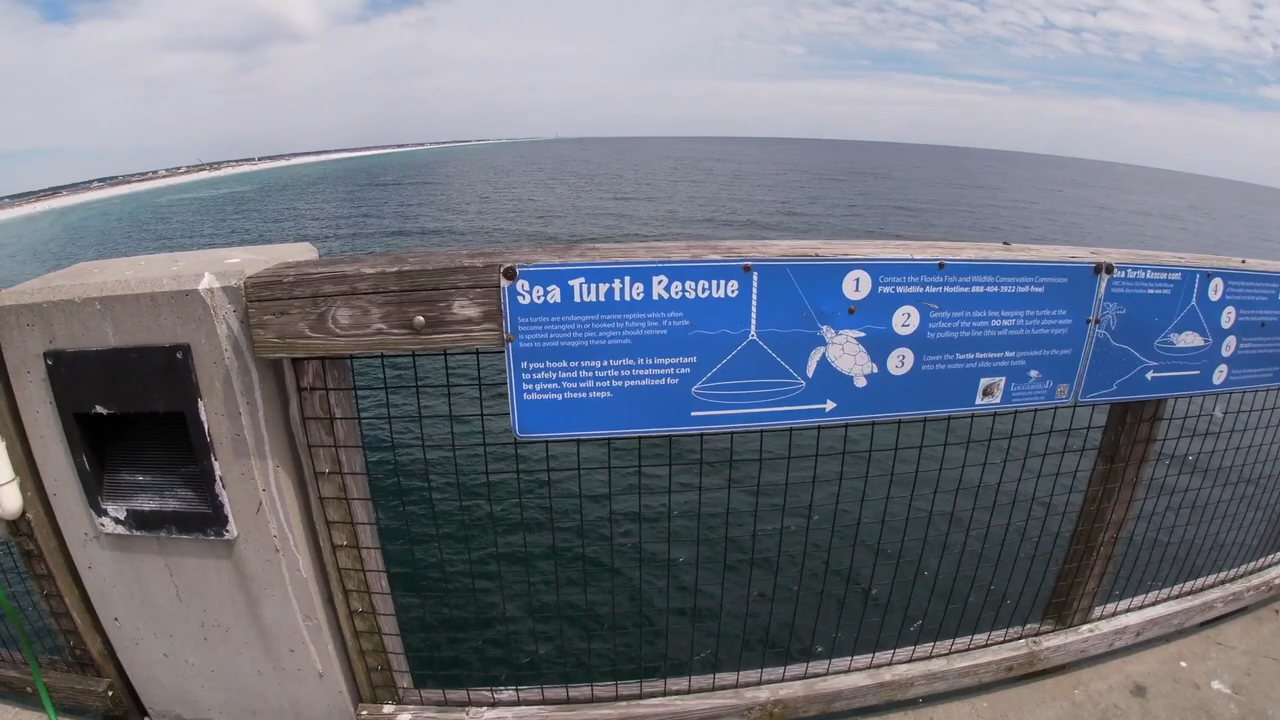 Sea Turtle Rescue
Sea turtles are endangered marine reptiles which often
become entangled in or hooked by fishing line. If a turtle
is spotted around the pier, anglers should retrieve
lines to avoid snagging these animals.
If you hook or snag a turtle, it is important
to safely land the turtle so treatment can
be given. You will not be penalized for
following these steps.
1
Contact the Florida Fish and Wildlife Conservation Commission
FWC Wildlife Alert Hotline: 888-404-3922 (toll-free)
2
Gently reel in slack line, keeping the turtle at the
surface of the water. DO NOT lift turtle above water
by pulling the line (this will result in further injury)
3
Lower the Turtle Retriever Net (provided by the pier)
into the water and slide under turtle.
LOGGERHEAD
Sea Turtle Rescue cont.
4
5
6
7